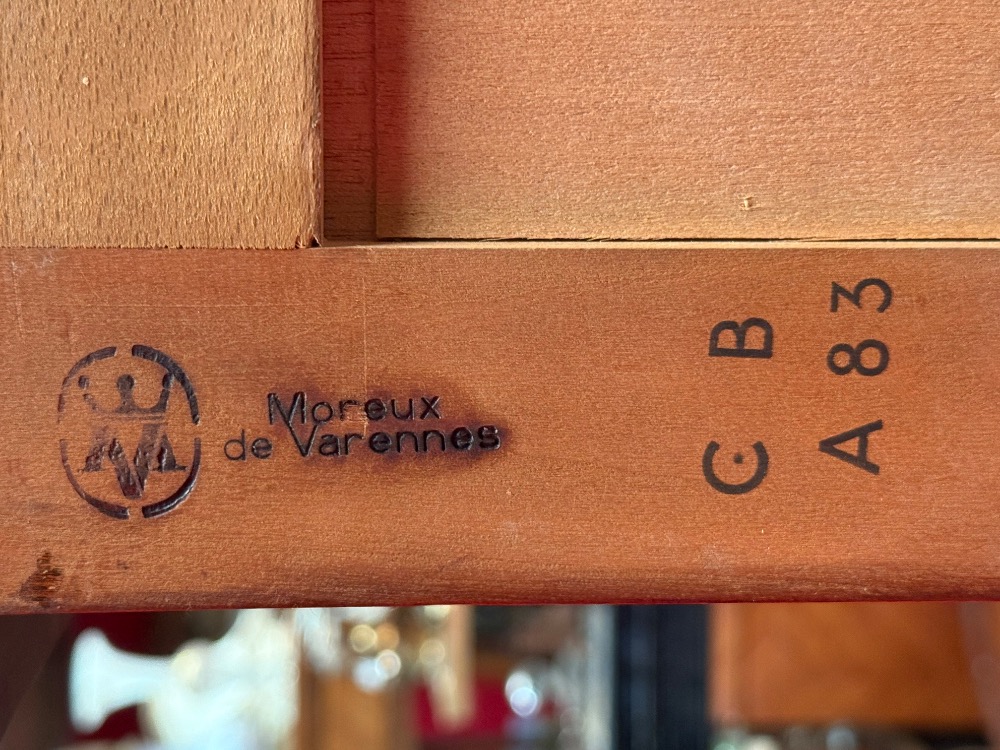 Moreux
de Varennes
C B
A 83